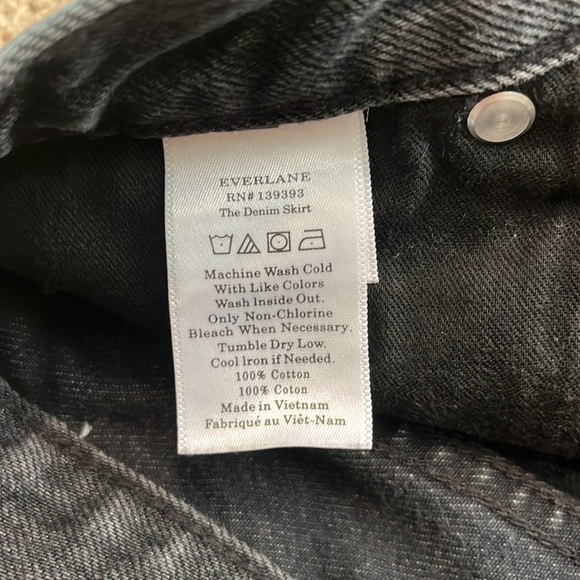 EVERLANE
RN# 139393
The Denim Skirt
Machine Wash Cold
With Like Colors
Wash Inside Out.
Only Non-Chlorine
Bleach When Necessary.
Tumble Dry Low.
Cool Iron if Needed.
100% Cotton
100% Coton
Made in Vietnam
Fabriqué au Viêt-Nam